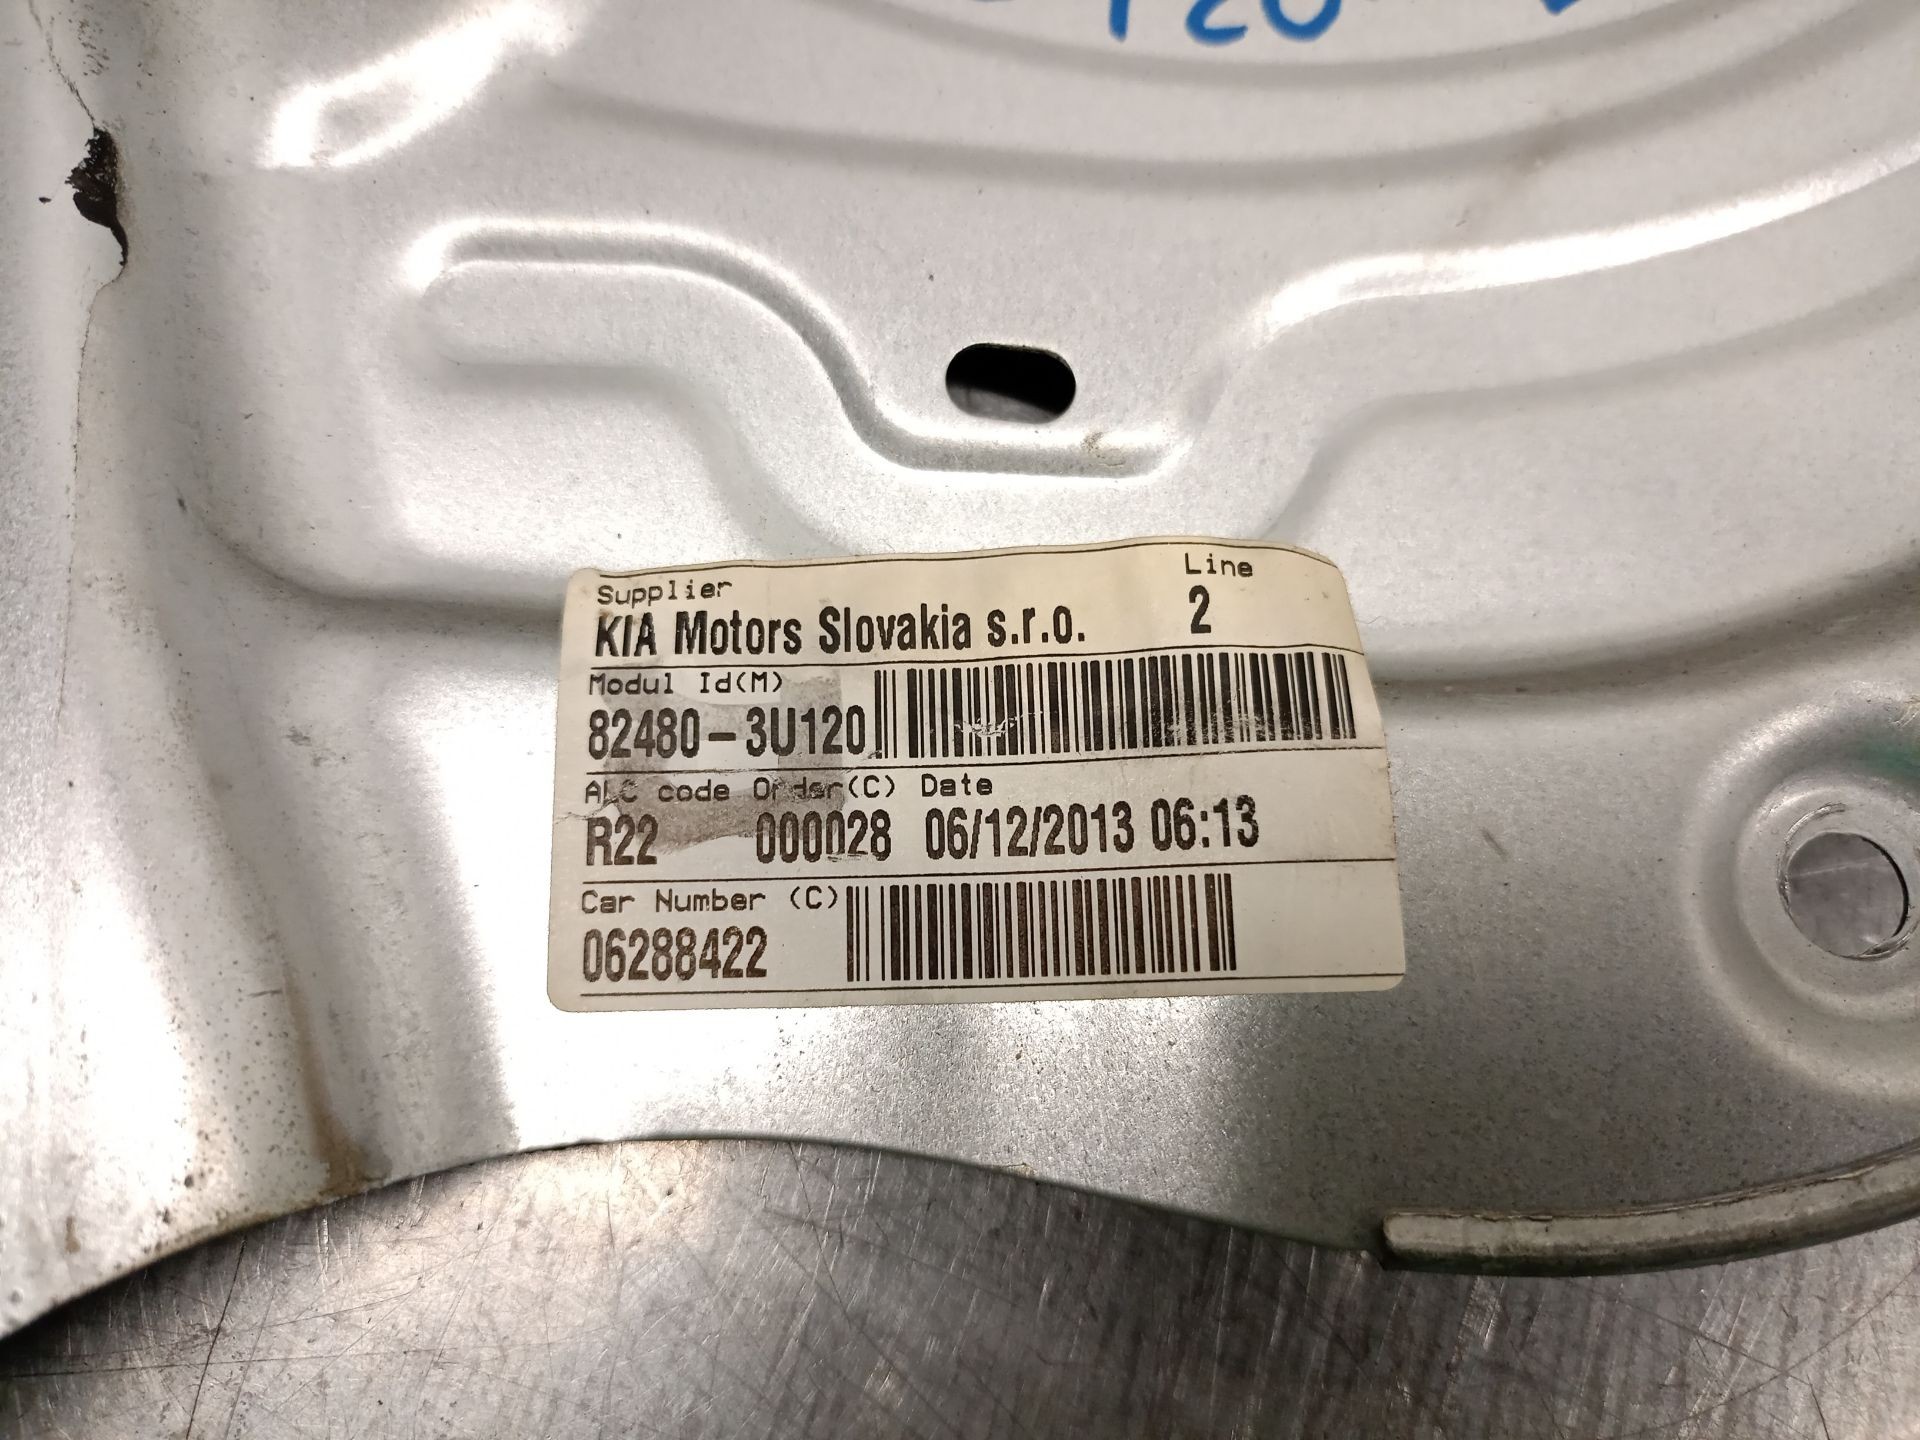 Supplier Line
KIA Motors Slovakia s.r.o. 2
Modul Id(M)
82480-3U120
ALC code Order(C) Date
R22 000028 06/12/2013 06:13
Car Number (C)
06288422